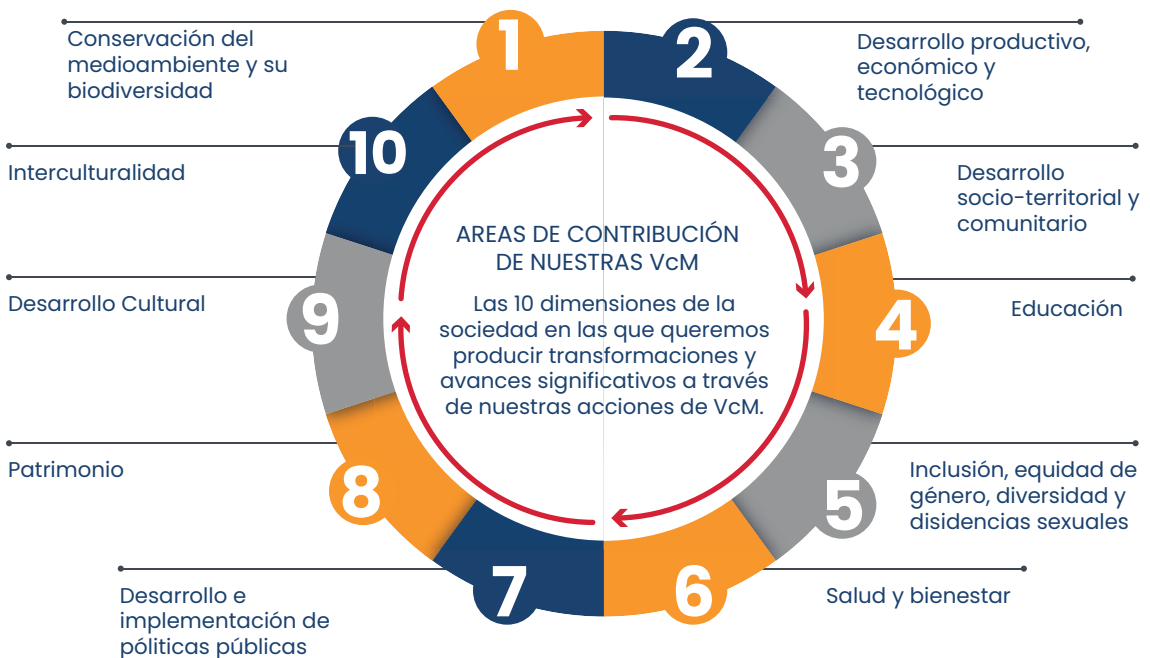 1
Conservación del
medioambiente y su
biodiversidad
2
Desarrollo productivo,
económico y
tecnológico
3
Desarrollo
socio-territorial y
comunitario
4
Educación
5
Inclusión, equidad de
género, diversidad y
disidencias sexuales
6
Salud y bienestar
7
Desarrollo e
implementación de
póliticas públicas
8
Patrimonio
9
Desarrollo Cultural
10
Interculturalidad
AREAS DE CONTRIBUCIÓN
DE NUESTRAS VcM
Las 10 dimensiones de la
sociedad en las que queremos
producir transformaciones y
avances significativos a través
de nuestras acciones de VcM.